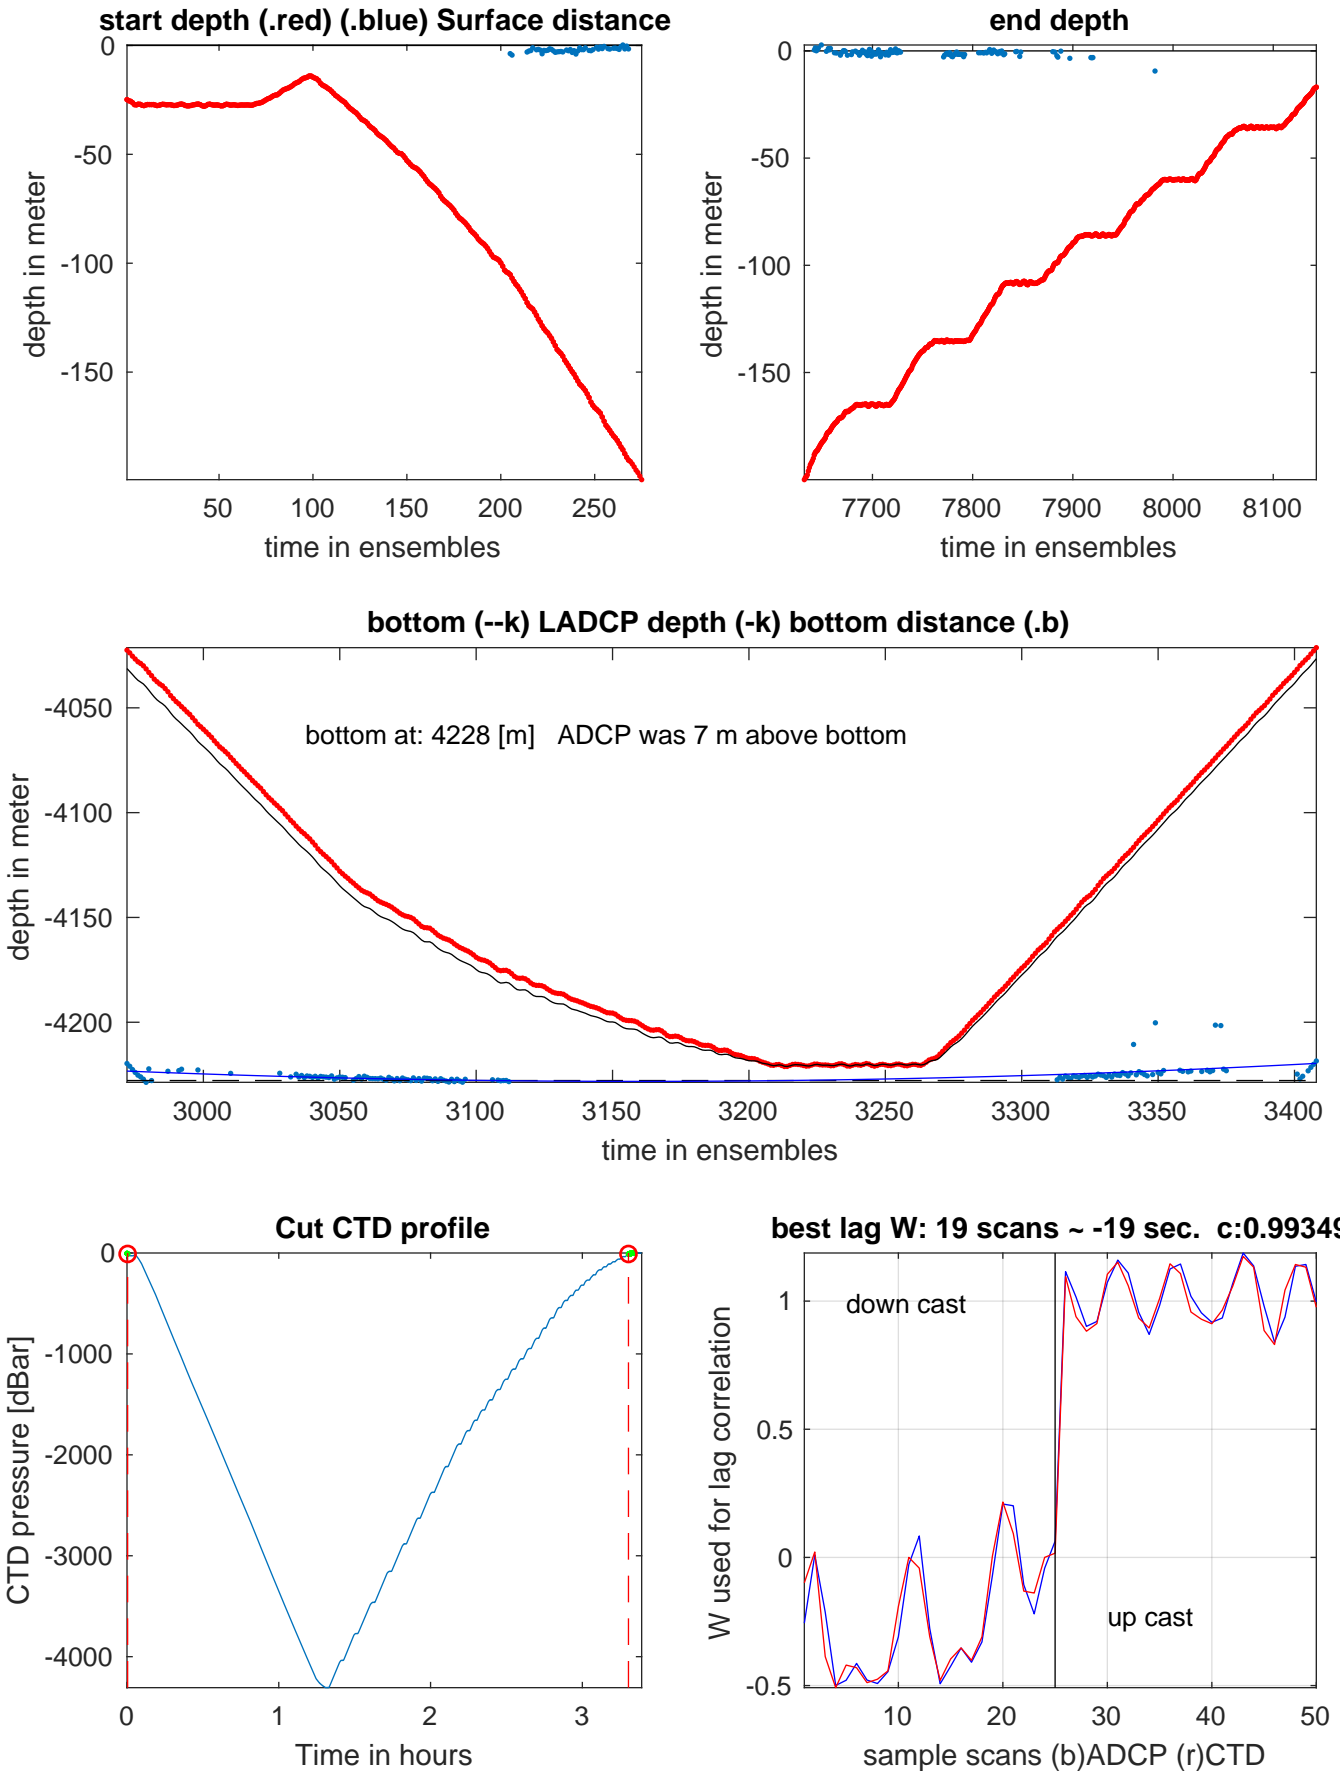 start depth (.red) (.blue) Surface distance
end depth
0
-50
-100
-150
depth in meter
50
100
150
200
250
time in ensembles
0
-50
-100
-150
depth in meter
7700
7800
7900
8000
8100
time in ensembles
bottom (--k) LADCP depth (-k) bottom distance (.b)
bottom at: 4228 [m]   ADCP was 7 m above bottom
-4050
-4100
-4150
-4200
depth in meter
3000
3050
3100
3150
3200
3250
3300
3350
3400
time in ensembles
Cut CTD profile
0
-1000
-2000
-3000
-4000
CTD pressure [dBar]
0
1
2
3
Time in hours
best lag W: 19 scans ~ -19 sec.  c:0.99349
down cast
up cast
1
0.5
0
-0.5
W used for lag correlation
10
20
30
40
50
sample scans (b)ADCP (r)CTD